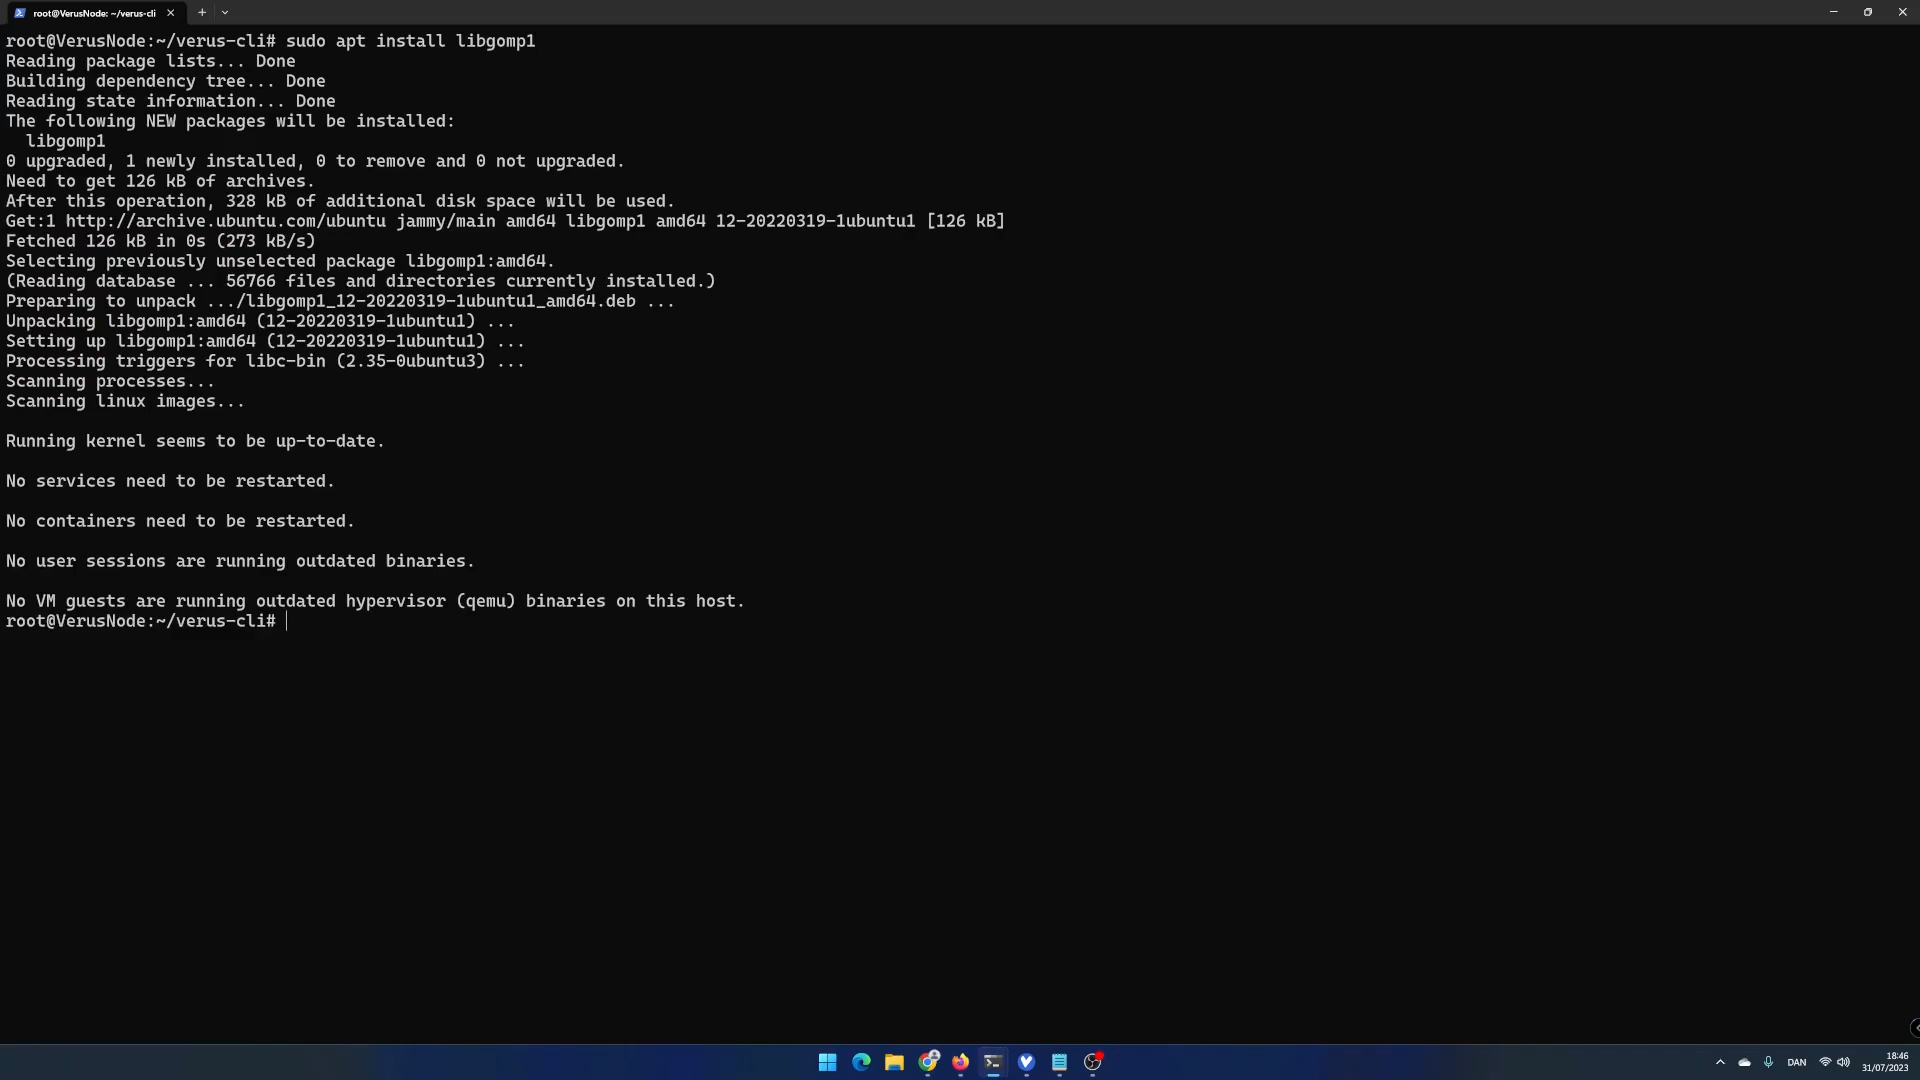 root@VerusNode: ~/verus-cli
root@VerusNode:~/verus-cli# sudo apt install libgomp1
Reading package lists... Done
Building dependency tree... Done
Reading state information... Done
The following NEW packages will be installed:
  libgomp1
0 upgraded, 1 newly installed, 0 to remove and 0 not upgraded.
Need to get 126 kB of archives.
After this operation, 328 kB of additional disk space will be used.
Get:1 http://archive.ubuntu.com/ubuntu jammy/main amd64 libgomp1 amd64 12-20220319-1ubuntu1 [126 kB]
Fetched 126 kB in 0s (273 kB/s)
Selecting previously unselected package libgomp1:amd64.
(Reading database ... 56766 files and directories currently installed.)
Preparing to unpack .../libgomp1_12-20220319-1ubuntu1_amd64.deb ...
Unpacking libgomp1:amd64 (12-20220319-1ubuntu1) ...
Setting up libgomp1:amd64 (12-20220319-1ubuntu1) ...
Processing triggers for libc-bin (2.35-0ubuntu3) ...
Scanning processes...
Scanning linux images...
Running kernel seems to be up-to-date.
No services need to be restarted.
No containers need to be restarted.
No user sessions are running outdated binaries.
No VM guests are running outdated hypervisor (qemu) binaries on this host.
root@VerusNode:~/verus-cli#
DAN
18:46
31/07/2023